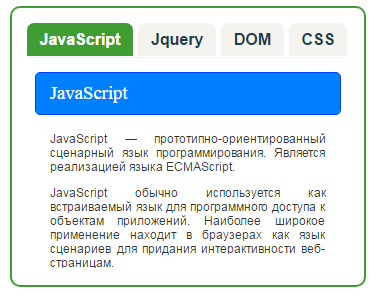 JavaScript Jquery DOM CSS
JavaScript
JavaScript — прототипно-ориентированный
сценарный язык программирования. Является
реализацией языка ECMAScript.
JavaScript обычно используется как
встраиваемый язык для программного доступа к
объектам приложений. Наиболее широкое
применение находит в браузерах как язык
сценариев для придания интерактивности веб-
страницам.